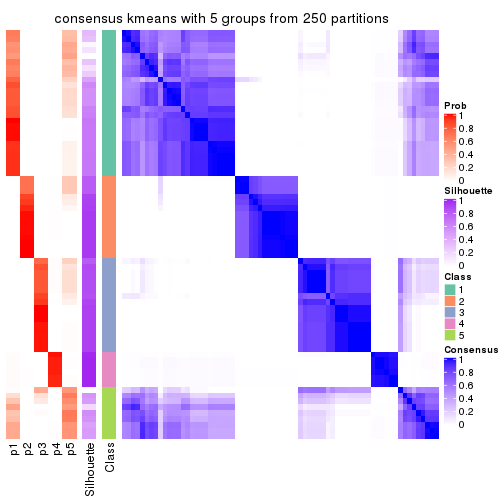 consensus kmeans with 5 groups from 250 partitions
Prob
1
0.8
0.6
0.4
0.2
0
Silhouette
1
0.8
0.6
0.4
0.2
0
Class
1
2
3
4
5
Consensus
1
0.8
0.6
0.4
0.2
0
p1
p2
p3
p4
p5
Silhouette
Class